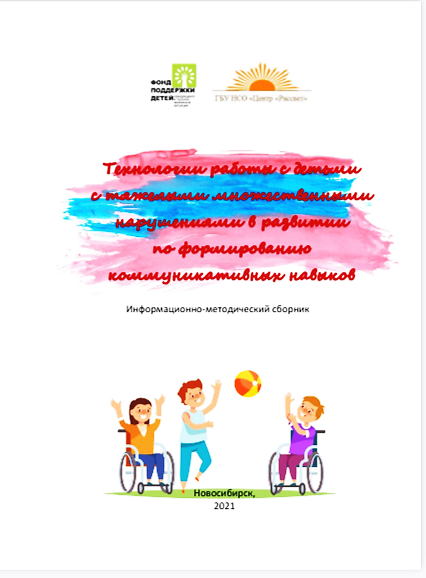 ФОНД
ПОДДЕРЖКИ
ДЕТЕЙ,
ГБУ НСО «Центр «Рассвет»
Технологии работы с детьми
с тяжелыми множественными
нарушениями в развитии
по формированию
коммуникативных навыков
Информационно-методический сборник
Новосибирск,
2021